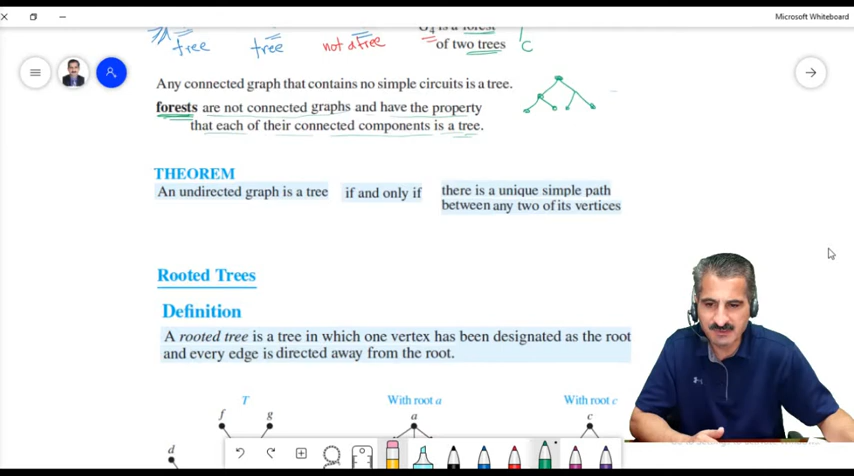 Microsoft Whiteboard
G4 is a forest
tree tree not a tree of two trees C
Any connected graph that contains no simple circuits is a tree.
forests are not connected graphs and have the property
that each of their connected components is a tree.
THEOREM
An undirected graph is a tree if and only if there is a unique simple path
between any two of its vertices
Rooted Trees
Definition
A rooted tree is a tree in which one vertex has been designated as the root
and every edge is directed away from the root.
T With root a With root c
f g a c
d